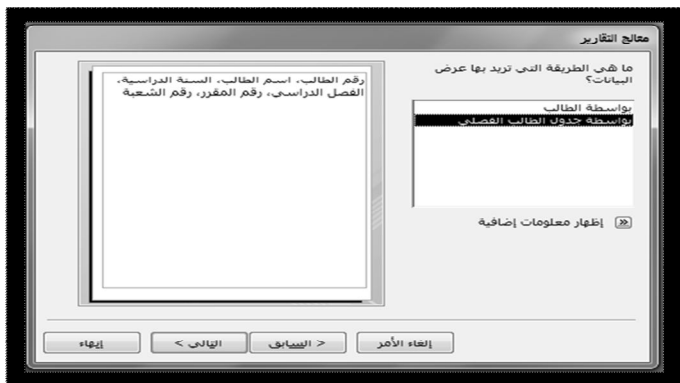 معالج التقارير
ما هي الطريقة التي تريد بها عرض
البيانات؟
بواسطة الطالب
بواسطة جدول الطالب الفصلي
إظهار معلومات إضافية
رقم الطالب، اسم الطالب، السنة الدراسية،
الفصل الدراسي، رقم المقرر، رقم الشعبة
إلغاء الأمر
< السابق
التالي >
إنهاء